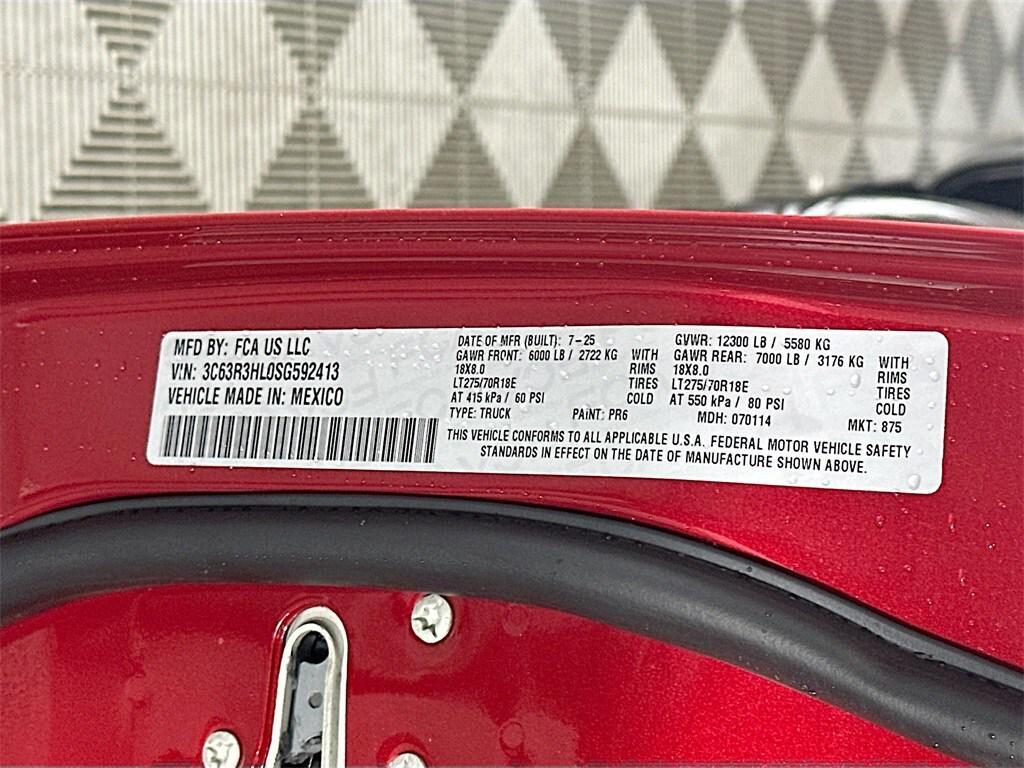 MFD BY: FCA US LLC
VIN: 3C63R3HL0SG592413
VEHICLE MADE IN: MEXICO
DATE OF MFR (BUILT): 7-25
GAWR FRONT: 6000 LB / 2722 KG WITH
18X8.0 RIMS
LT275/70R18E TIRES
AT 415 kPa / 60 PSI COLD
TYPE: TRUCK PAINT: PR6
GVWR: 12300 LB / 5580 KG
GAWR REAR: 7000 LB / 3176 KG WITH
18X8.0 RIMS
LT275/70R18E TIRES
AT 550 kPa / 80 PSI COLD
MDH: 070114 MKT: 875
THIS VEHICLE CONFORMS TO ALL APPLICABLE U.S.A. FEDERAL MOTOR VEHICLE SAFETY
STANDARDS IN EFFECT ON THE DATE OF MANUFACTURE SHOWN ABOVE.